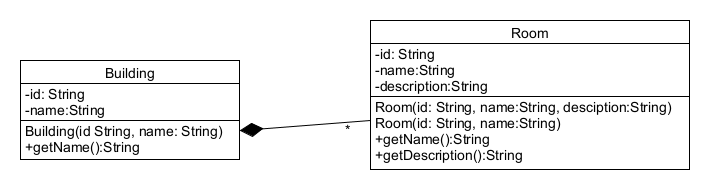 Building
-id: String
-name:String
Building(id String, name: String)
+getName():String
*
Room
-id: String
-name:String
-description:String
Room(id: String, name:String, desciption:String)
Room(id: String, name:String)
+getName():String
+getDescription():String